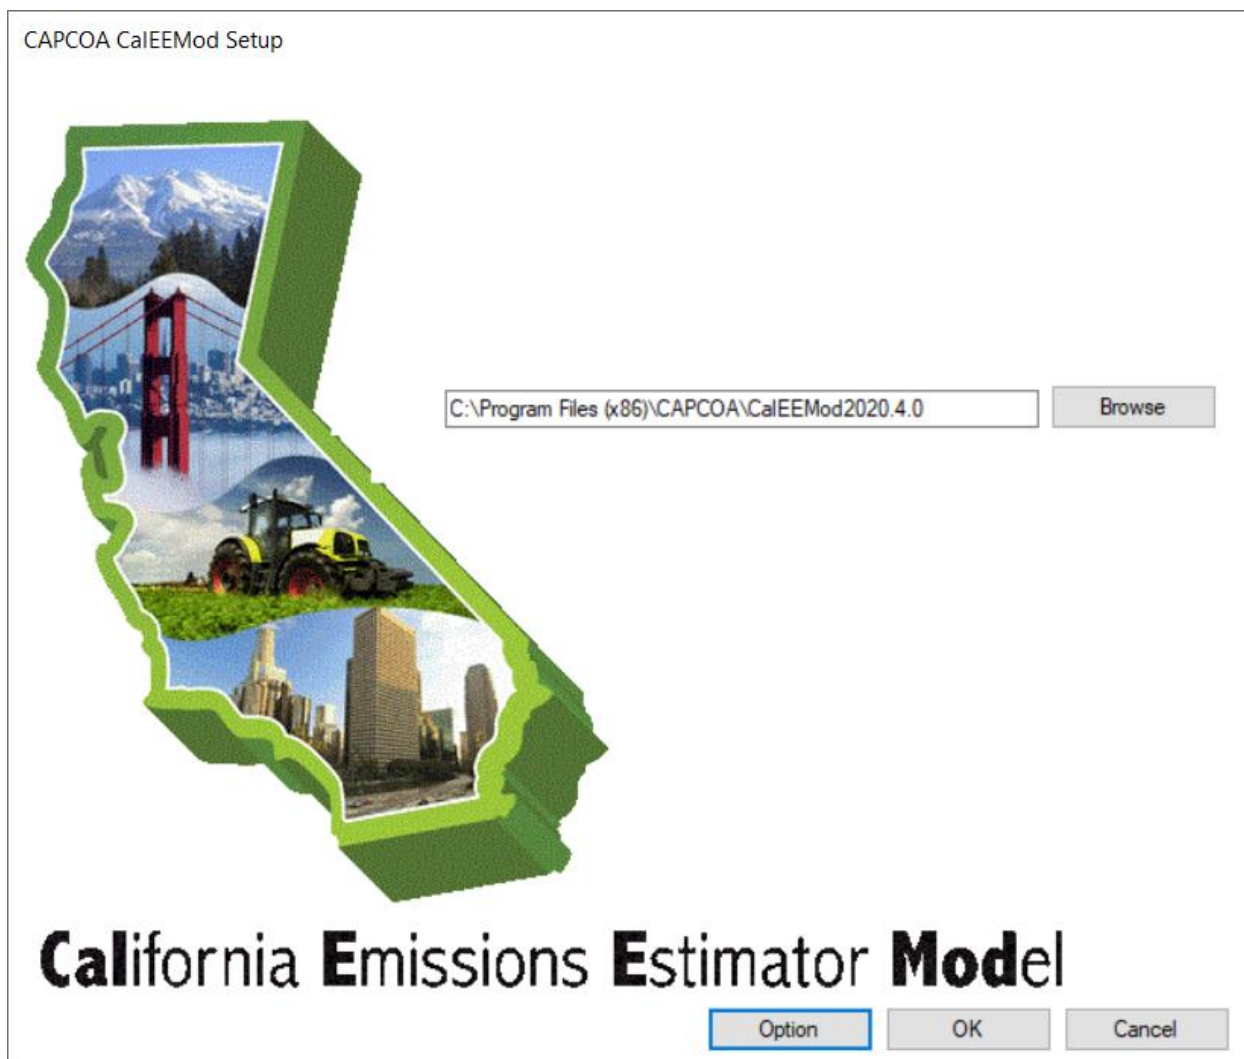 CAPCOA CalEEMod Setup
C:\Program Files (x86)\CAPCOA\CalEEMod2020.4.0
Browse
California Emissions Estimator Model
Option
OK
Cancel